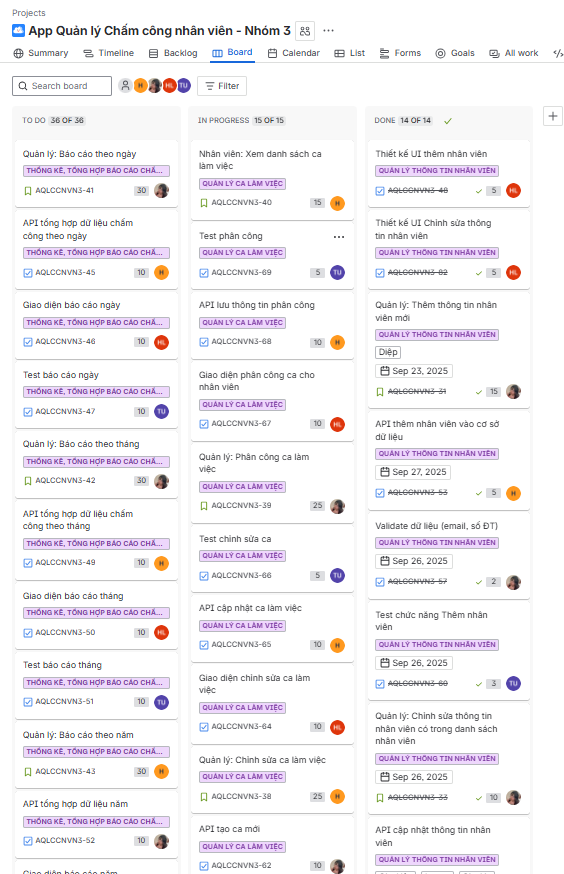 Projects
App Quản lý Chấm công nhân viên - Nhóm 3
Summary
Timeline
Backlog
Board
Calendar
List
Forms
Goals
All work
Search board
H
HL
TU
Filter
TO DO 36 OF 36
Quản lý: Báo cáo theo ngày
THỐNG KÊ, TỔNG HỢP BÁO CÁO CHẤ...
AQLCCNVN3-41
30
API tổng hợp dữ liệu chấm
công theo ngày
THỐNG KÊ, TỔNG HỢP BÁO CÁO CHẤ...
AQLCCNVN3-45
10
H
Giao diện báo cáo ngày
THỐNG KÊ, TỔNG HỢP BÁO CÁO CHẤ...
AQLCCNVN3-46
10
HL
Test báo cáo ngày
THỐNG KÊ, TỔNG HỢP BÁO CÁO CHẤ...
AQLCCNVN3-47
10
TU
Quản lý: Báo cáo theo tháng
THỐNG KÊ, TỔNG HỢP BÁO CÁO CHẤ...
AQLCCNVN3-42
30
API tổng hợp dữ liệu chấm
công theo tháng
THỐNG KÊ, TỔNG HỢP BÁO CÁO CHẤ...
AQLCCNVN3-49
10
H
Giao diện báo cáo tháng
THỐNG KÊ, TỔNG HỢP BÁO CÁO CHẤ...
AQLCCNVN3-50
10
HL
Test báo cáo tháng
THỐNG KÊ, TỔNG HỢP BÁO CÁO CHẤ...
AQLCCNVN3-51
10
TU
Quản lý: Báo cáo theo năm
THỐNG KÊ, TỔNG HỢP BÁO CÁO CHẤ...
AQLCCNVN3-43
30
H
API tổng hợp dữ liệu năm
THỐNG KÊ, TỔNG HỢP BÁO CÁO CHẤ...
AQLCCNVN3-52
10
Giao diện báo cáo năm
IN PROGRESS 15 OF 15
Nhân viên: Xem danh sách ca
làm việc
QUẢN LÝ CA LÀM VIỆC
AQLCCNVN3-40
15
H
Test phân công
QUẢN LÝ CA LÀM VIỆC
AQLCCNVN3-69
5
TU
API lưu thông tin phân công
QUẢN LÝ CA LÀM VIỆC
AQLCCNVN3-68
10
H
Giao diện phân công ca cho
nhân viên
QUẢN LÝ CA LÀM VIỆC
AQLCCNVN3-67
10
HL
Quản lý: Phân công ca làm
việc
QUẢN LÝ CA LÀM VIỆC
AQLCCNVN3-39
25
Test chỉnh sửa ca
QUẢN LÝ CA LÀM VIỆC
AQLCCNVN3-66
5
TU
API cập nhật ca làm việc
QUẢN LÝ CA LÀM VIỆC
AQLCCNVN3-65
10
H
Giao diện chỉnh sửa ca làm
việc
QUẢN LÝ CA LÀM VIỆC
AQLCCNVN3-64
10
HL
Quản lý: Chỉnh sửa ca làm việc
QUẢN LÝ CA LÀM VIỆC
AQLCCNVN3-38
25
H
API tạo ca mới
QUẢN LÝ CA LÀM VIỆC
AQLCCNVN3-62
10
DONE 14 OF 14
Thiết kế UI thêm nhân viên
QUẢN LÝ THÔNG TIN NHÂN VIÊN
AQLCCNVN3-48
5
HL
Thiết kế UI Chỉnh sửa thông
tin nhân viên
QUẢN LÝ THÔNG TIN NHÂN VIÊN
AQLCCNVN3-82
5
HL
Quản lý: Thêm thông tin nhân
viên mới
QUẢN LÝ THÔNG TIN NHÂN VIÊN
Diệp
Sep 23, 2025
AQLCCNVN3-31
15
API thêm nhân viên vào cơ sở
dữ liệu
QUẢN LÝ THÔNG TIN NHÂN VIÊN
Sep 27, 2025
AQLCCNVN3-53
5
H
Validate dữ liệu (email, số ĐT)
QUẢN LÝ THÔNG TIN NHÂN VIÊN
Sep 26, 2025
AQLCCNVN3-57
2
Test chức năng Thêm nhân
viên
QUẢN LÝ THÔNG TIN NHÂN VIÊN
Sep 26, 2025
AQLCCNVN3-60
3
TU
Quản lý: Chỉnh sửa thông tin
nhân viên có trong danh sách
nhân viên
QUẢN LÝ THÔNG TIN NHÂN VIÊN
Sep 26, 2025
AQLCCNVN3-33
10
API cập nhật thông tin nhân
viên
QUẢN LÝ THÔNG TIN NHÂN VIÊN